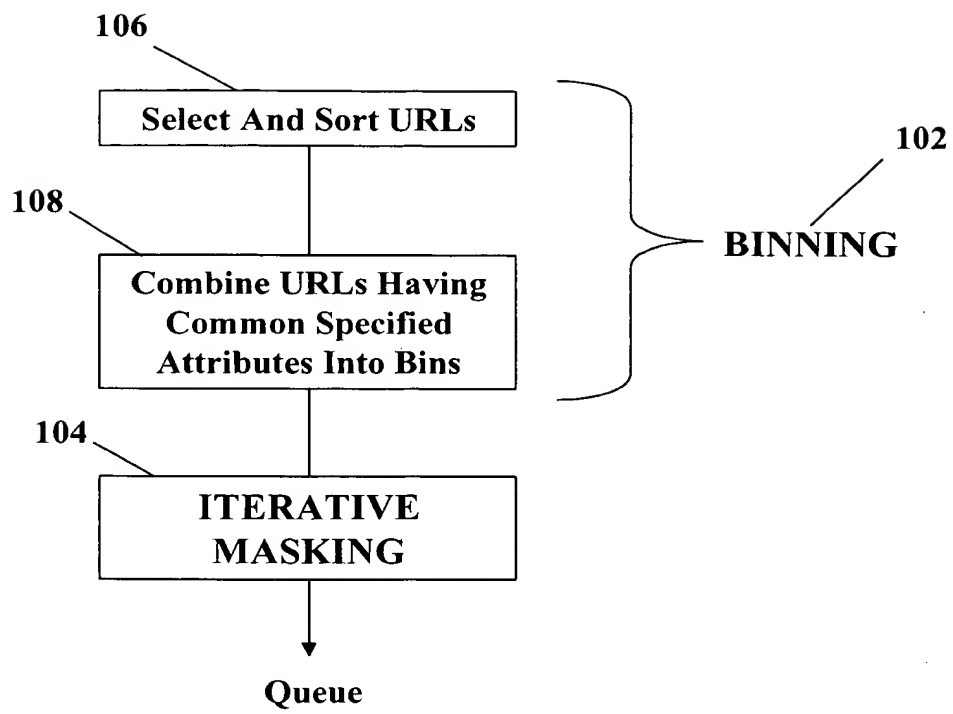 106
Select And Sort URLs
102
108
BINNING
Combine URLs Having
Common Specified
Attributes Into Bins
104
ITERATIVE
MASKING
Queue